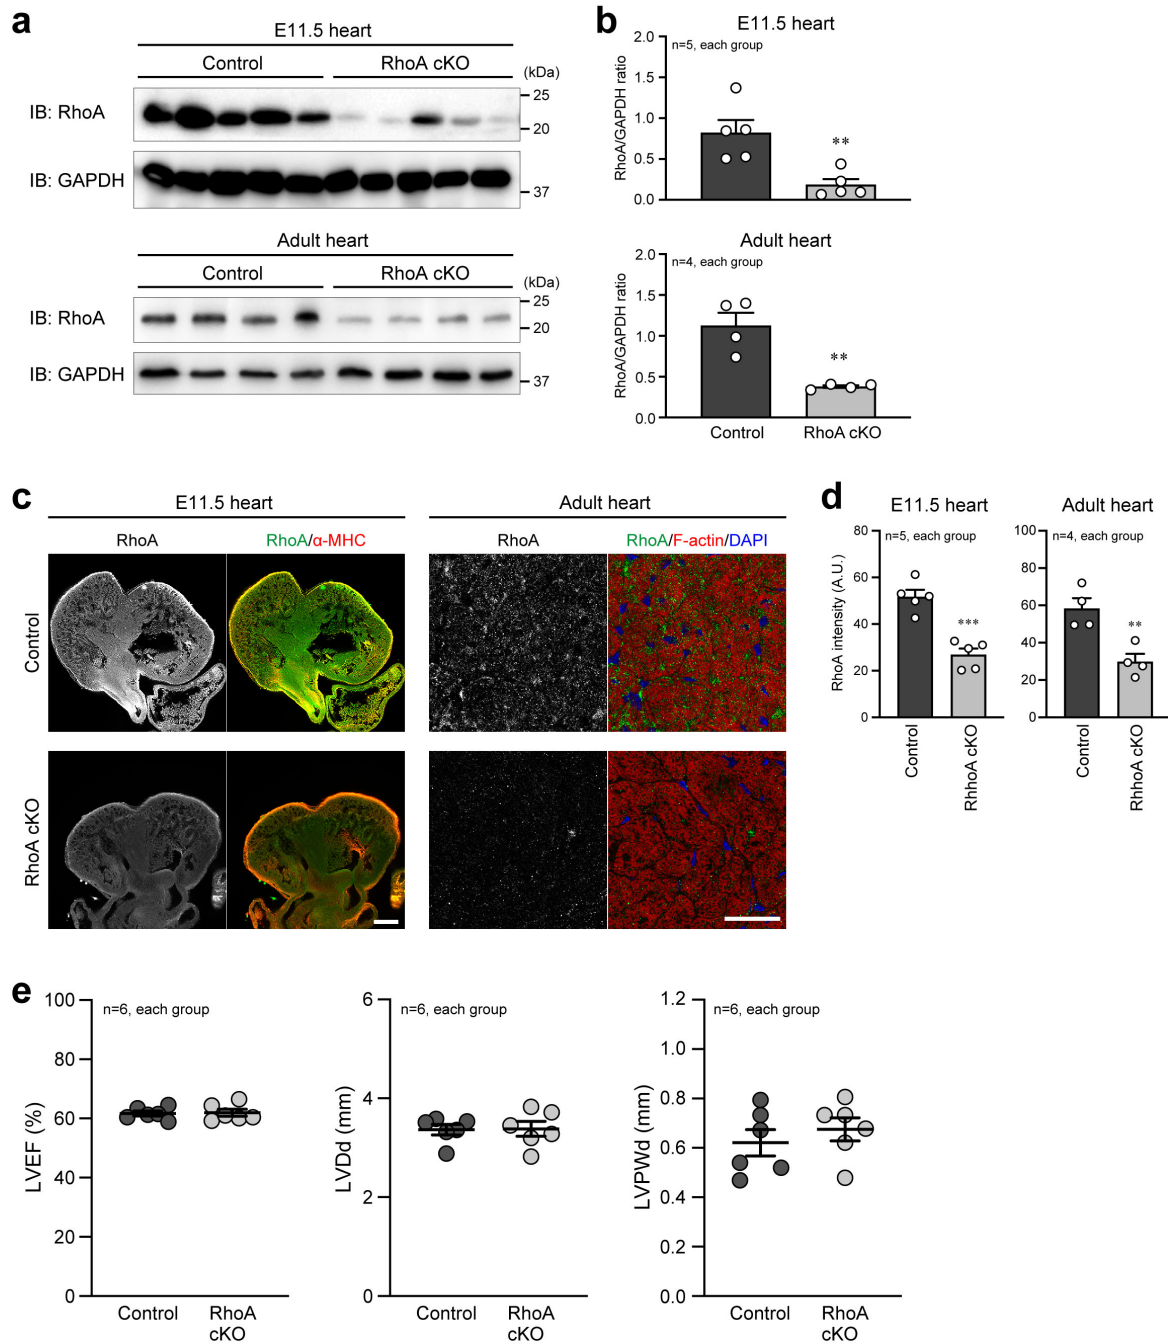 a
E11.5 heart
Control
RhoA cKO
(kDa)
IB: RhoA
25
20
IB: GAPDH
37
Adult heart
Control
RhoA cKO
(kDa)
IB: RhoA
25
20
IB: GAPDH
37
b
E11.5 heart
n=5, each group
RhoA/GAPDH ratio
2.0
1.5
1.0
0.5
0.0
**
Adult heart
n=4, each group
RhoA/GAPDH ratio
2.0
1.5
1.0
0.5
0.0
**
Control
RhoA cKO
c
E11.5 heart
Adult heart
RhoA
RhoA/α-MHC
RhoA
RhoA/F-actin/DAPI
Control
RhoA cKO
d
E11.5 heart
n=5, each group
RhoA intensity (A.U.)
80
60
40
20
0
***
Control
RhhoA cKO
Adult heart
n=4, each group
100
80
60
40
20
0
**
Control
RhhoA cKO
e
n=6, each group
LVEF (%)
100
80
60
40
20
0
Control
RhoA
cKO
n=6, each group
LVDd (mm)
6
4
2
0
Control
RhoA
cKO
n=6, each group
LVPWd (mm)
1.2
1.0
0.8
0.6
0.4
0.2
0.0
Control
RhoA
cKO